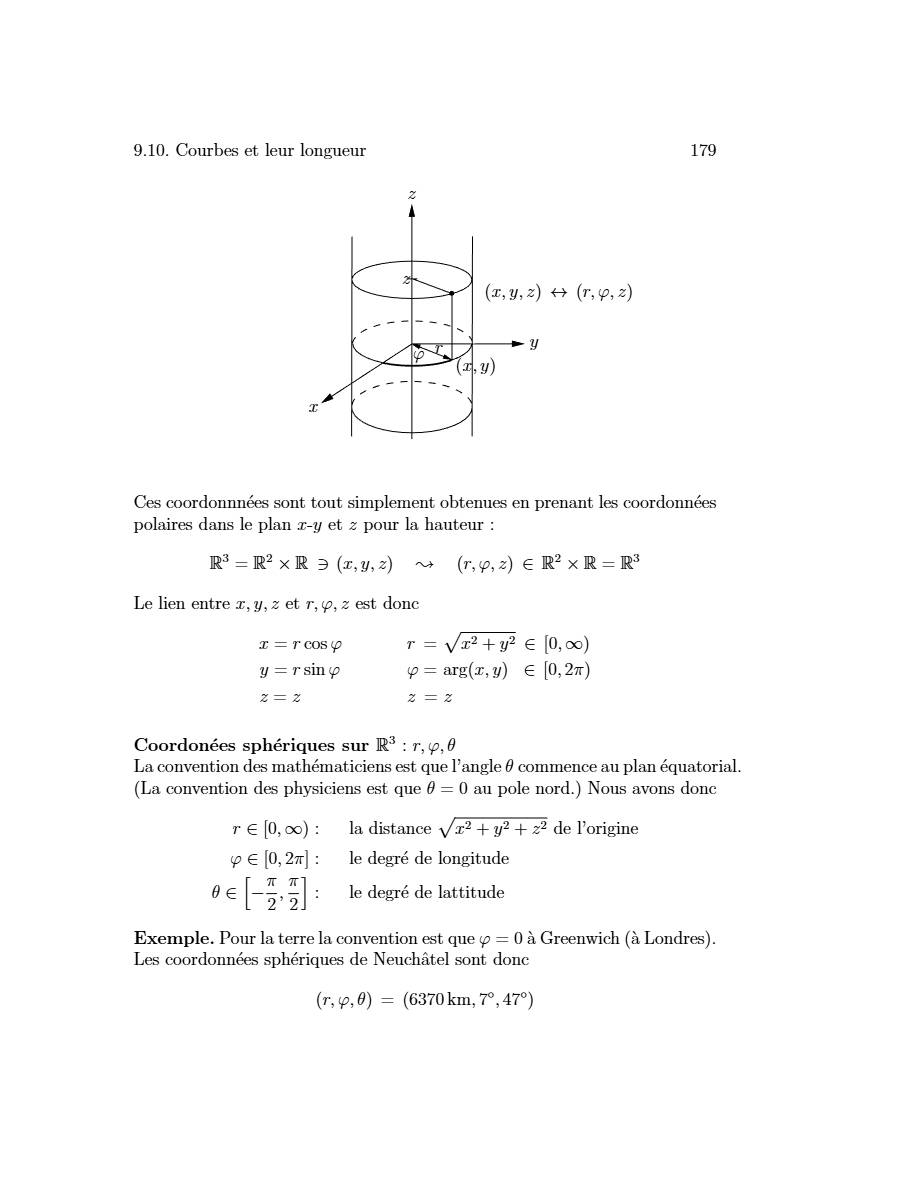 9.10. Courbes et leur longueur 179
z
z
(x, y, z) ↔ (r, φ, z)
y
r
φ
(x, y)
x
Ces coordonnnées sont tout simplement obtenues en prenant les coordonnées
polaires dans le plan x-y et z pour la hauteur :
ℝ³ = ℝ² × ℝ ∋ (x, y, z) ⇝ (r, φ, z) ∈ ℝ² × ℝ = ℝ³
Le lien entre x, y, z et r, φ, z est donc
x = r cos φ r = √(x² + y²) ∈ [0, ∞)
y = r sin φ φ = arg(x, y) ∈ [0, 2π)
z = z z = z
Coordonées sphériques sur ℝ³ : r, φ, θ
La convention des mathématiciens est que l'angle θ commence au plan équatorial.
(La convention des physiciens est que θ = 0 au pole nord.) Nous avons donc
r ∈ [0, ∞) : la distance √(x² + y² + z²) de l'origine
φ ∈ [0, 2π] : le degré de longitude
θ ∈ [−π/2, π/2] : le degré de lattitude
Exemple. Pour la terre la convention est que φ = 0 à Greenwich (à Londres).
Les coordonnées sphériques de Neuchâtel sont donc
(r, φ, θ) = (6370 km, 7°, 47°)